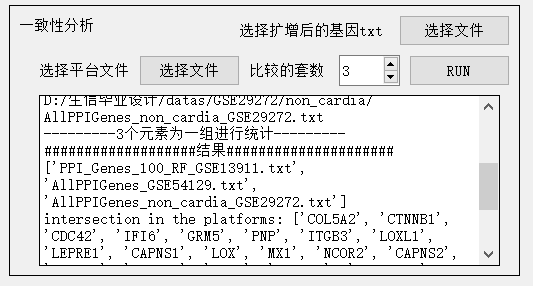 一致性分析
选择扩增后的基因txt 选择文件
选择平台文件 选择文件 比较的套数 3 RUN
D:/生信毕业设计/datas/GSE29272/non_cardia/
AllPPIGenes_non_cardia_GSE29272.txt
---------3个元素为一组进行统计---------
###################结果#####################
['PPI_Genes_100_RF_GSE13911.txt',
'AllPPIGenes_GSE54129.txt',
'AllPPIGenes_non_cardia_GSE29272.txt']
intersection in the platforms: ['COL5A2', 'CTNNB1',
'CDC42', 'IFI6', 'GRM5', 'PNP', 'ITGB3', 'LOXL1',
'LEPRE1', 'CAPNS1', 'LOX', 'MX1', 'NCOR2', 'CAPNS2',